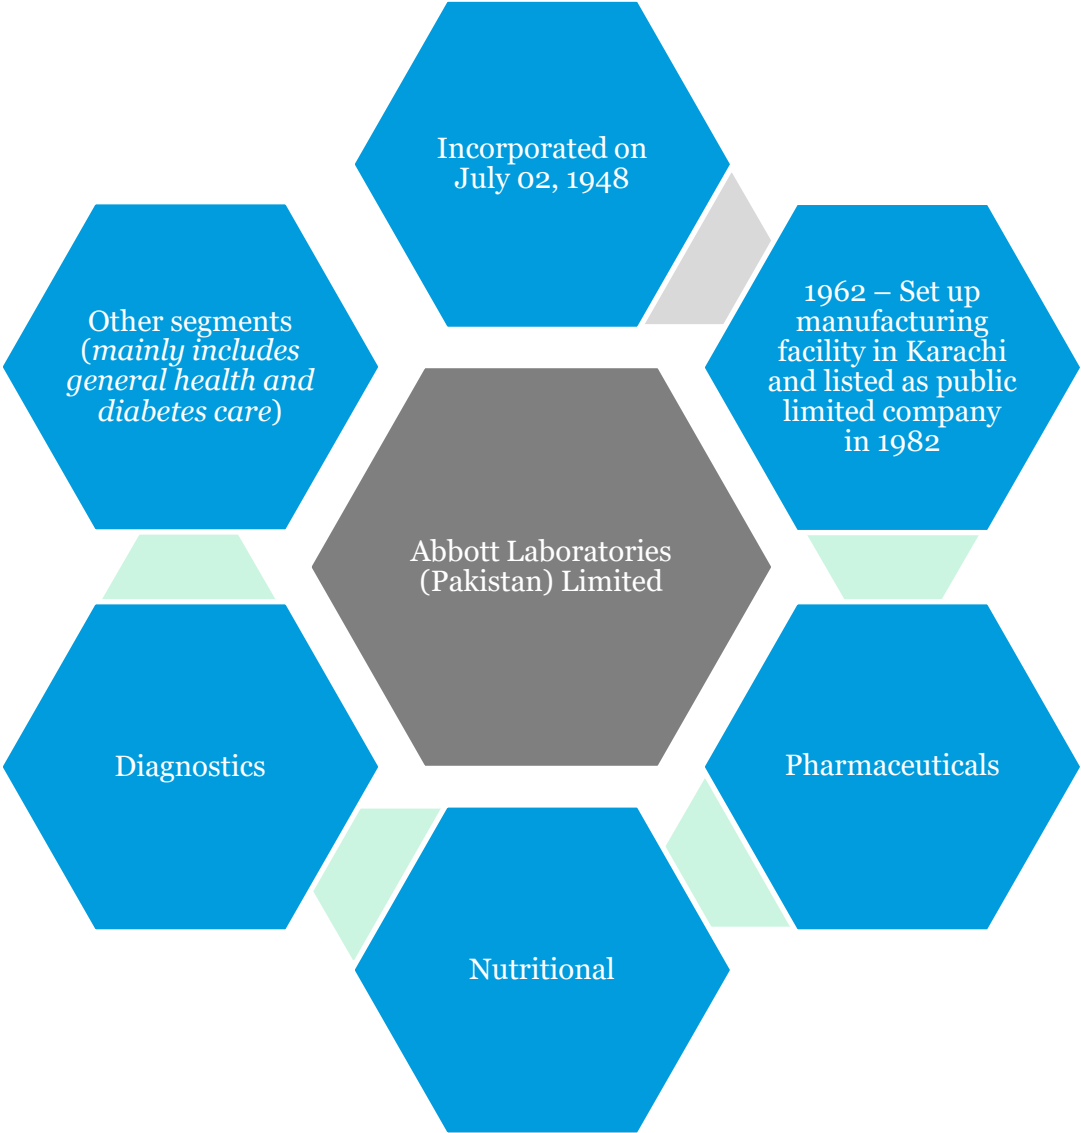 Incorporated on
July 02, 1948
1962 – Set up
manufacturing
facility in Karachi
and listed as public
limited company
in 1982
Other segments
(mainly includes
general health and
diabetes care)
Abbott Laboratories
(Pakistan) Limited
Diagnostics
Pharmaceuticals
Nutritional